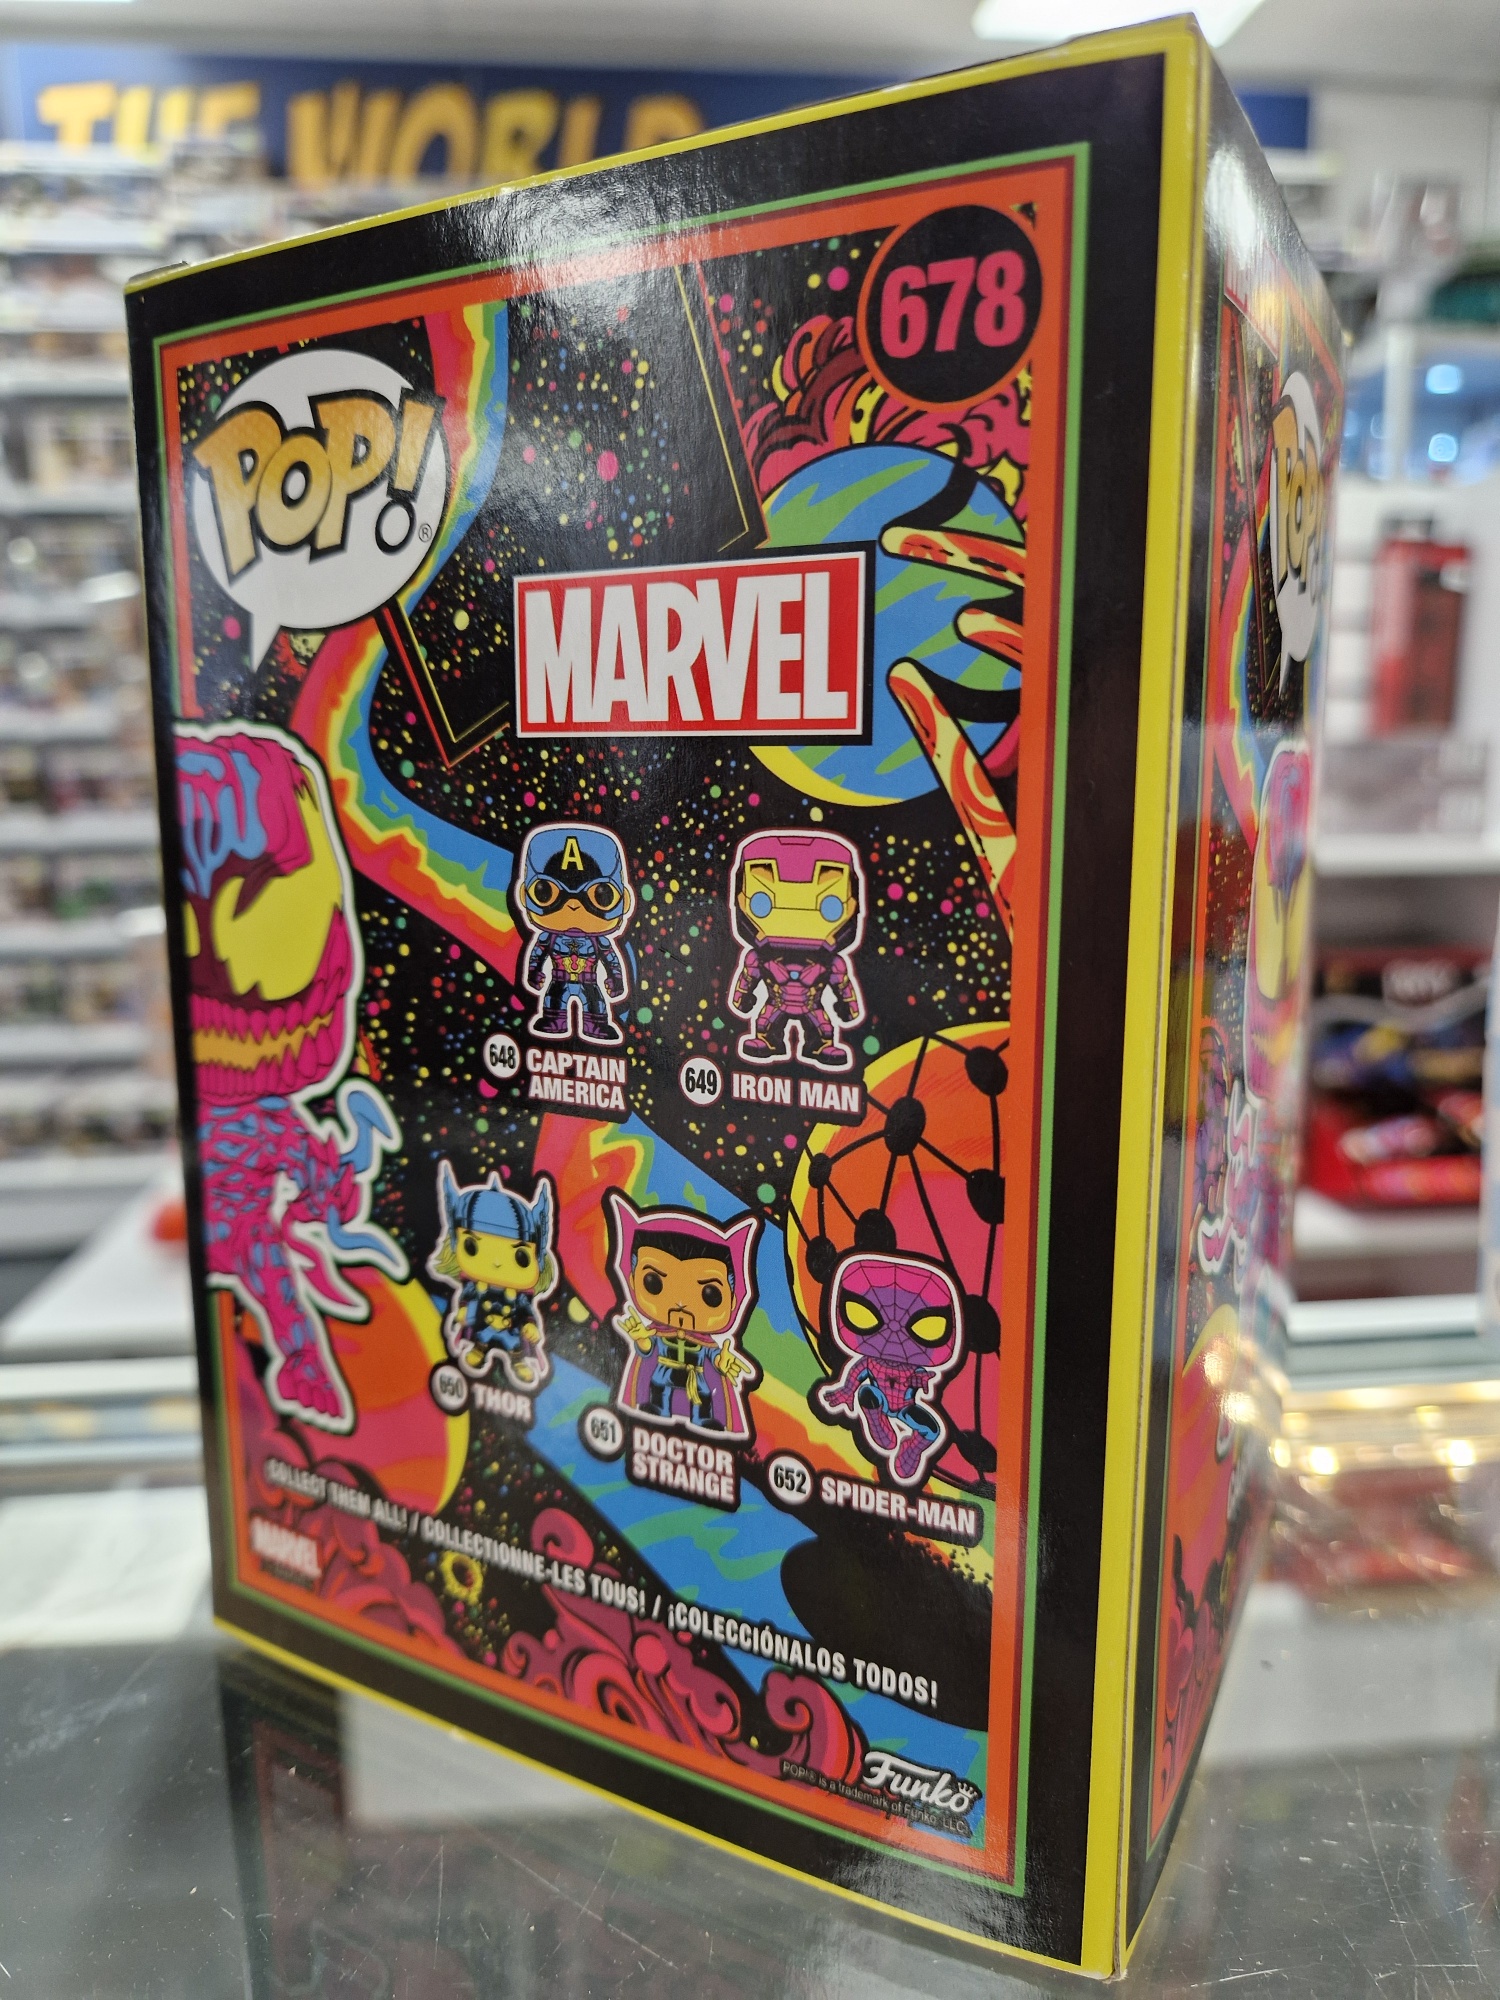 THE WORLD
678
POP!
®
MARVEL
A
648 CAPTAIN
AMERICA
649 IRON MAN
650 THOR
651 DOCTOR
STRANGE
652 SPIDER-MAN
COLLECT THEM ALL! / COLLECTIONNE-LES TOUS! / ¡COLECCIÓNALOS TODOS!
MARVEL
Funko
POP!® is a trademark of Funko, LLC.
POP!